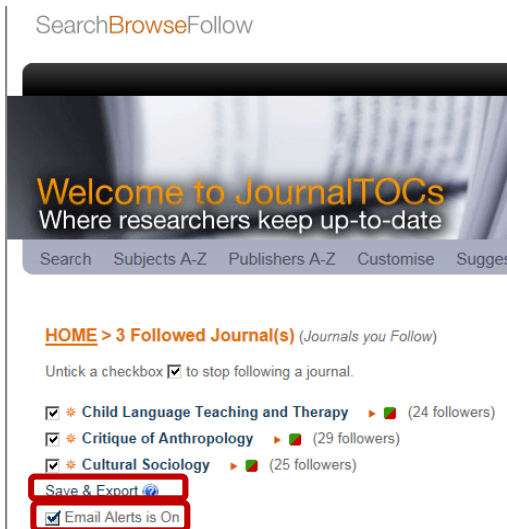 SearchBrowseFollow
Welcome to JournalTOCs
Where researchers keep up-to-date
Search Subjects A-Z Publishers A-Z Customise Sugges
HOME > 3 Followed Journal(s) (Journals you Follow)
Untick a checkbox to stop following a journal.
Child Language Teaching and Therapy (24 followers)
Critique of Anthropology (29 followers)
Cultural Sociology (25 followers)
Save & Export
Email Alerts is On